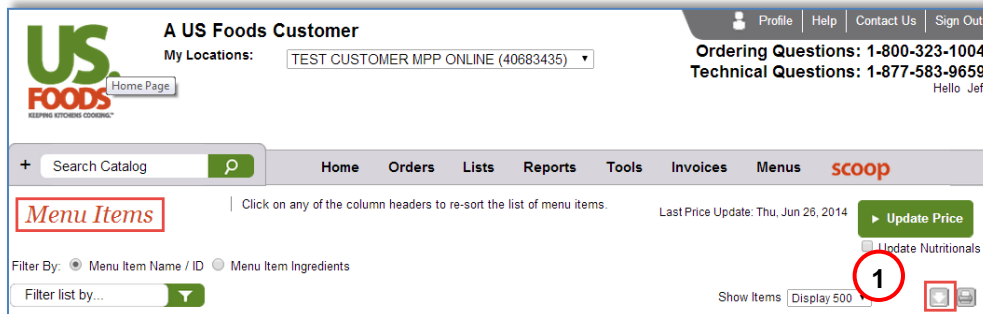 US.
FOODS
KEEPING KITCHENS COOKING.™
Home Page
A US Foods Customer
My Locations: TEST CUSTOMER MPP ONLINE (40683435)
Profile Help Contact Us Sign Out
Ordering Questions: 1-800-323-1004
Technical Questions: 1-877-583-9659
Hello Jef
+ Search Catalog Home Orders Lists Reports Tools Invoices Menus scoop
Menu Items Click on any of the column headers to re-sort the list of menu items. Last Price Update: Thu, Jun 26, 2014 Update Price
Update Nutritionals
Filter By: Menu Item Name / ID Menu Item Ingredients
1
Filter list by... Show Items Display 500